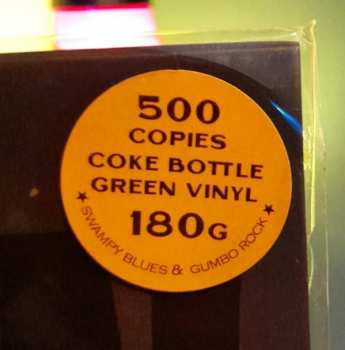 500
COPIES
COKE BOTTLE
GREEN VINYL
180G
★ SWAMPY BLUES & GUMBO ROCK ★